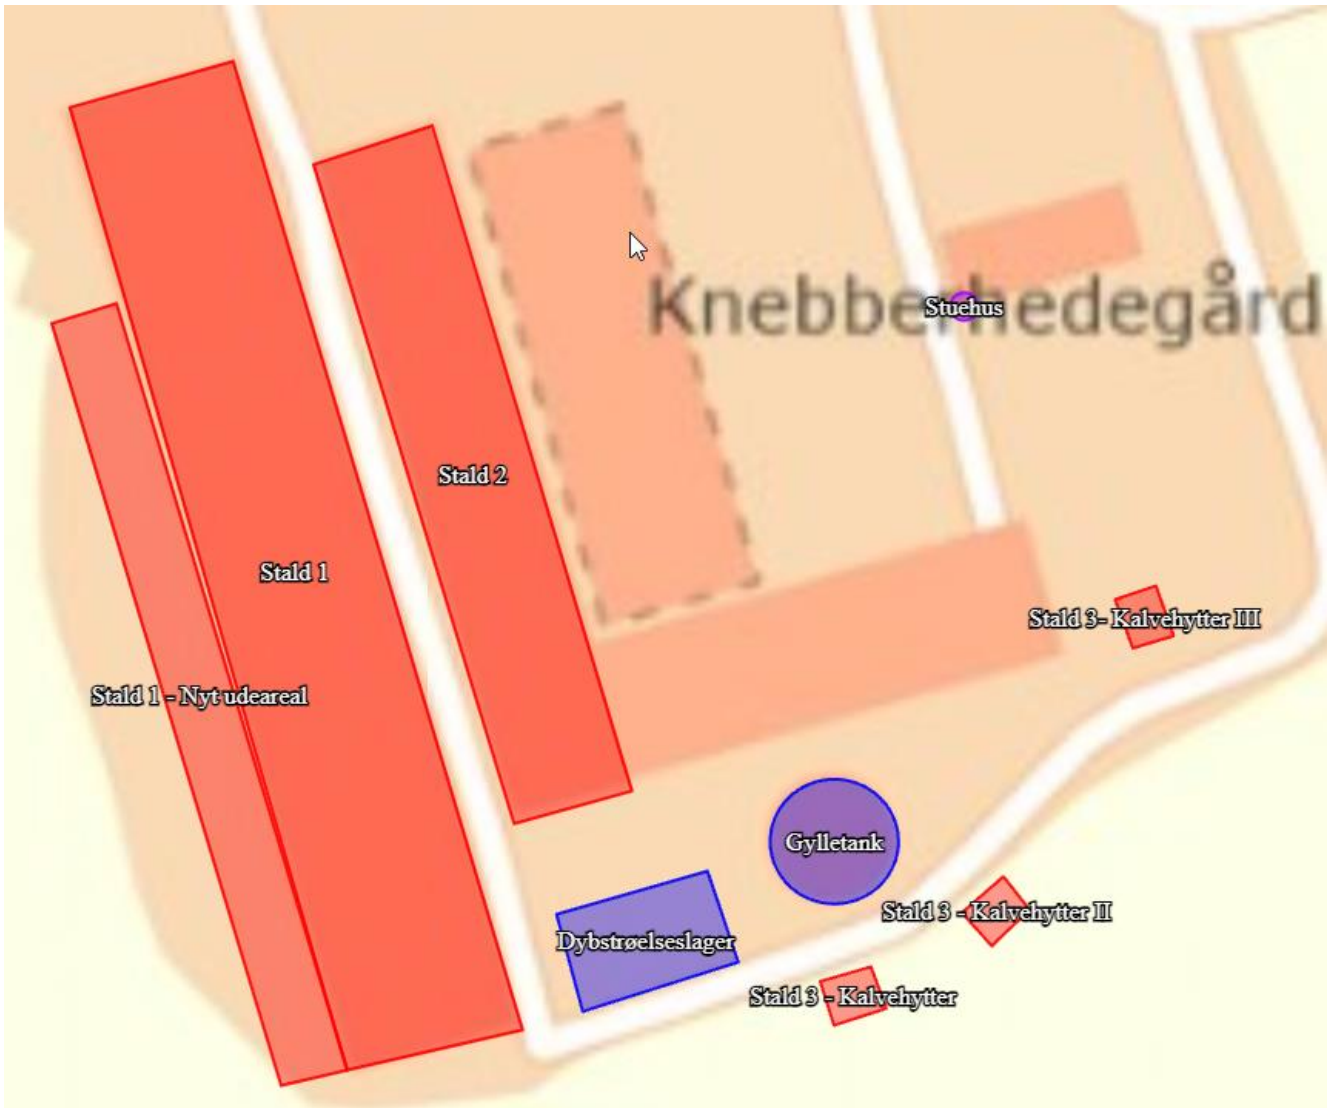 Knebberhedegård
Stuehus
Stald 2
Stald 1
Stald 3- Kalvehytter III
Stald 1 - Nyt udeareal
Gylletank
Stald 3 - Kalvehytter II
Dybstrøelseslager
Stald 3 - Kalvehytter